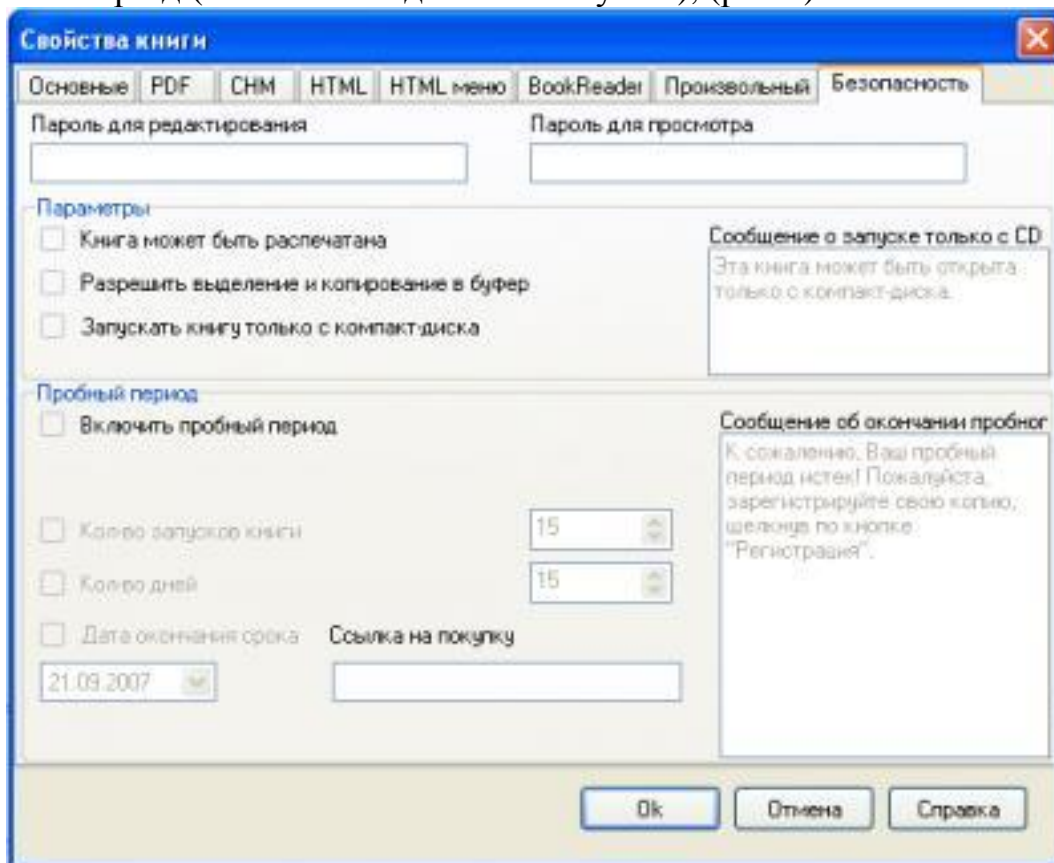 Свойства книги
Основные PDF CHM HTML HTML меню BookReader Произвольный Безопасность
Пароль для редактирования Пароль для просмотра
Параметры
Книга может быть распечатана
Сообщение о запуске только с CD
Разрешить выделение и копирование в буфер
Эта книга может быть открыта
только с компакт-диска.
Запускать книгу только с компакт-диска
Пробный период
Включить пробный период
Сообщение об окончании пробног
К сожалению, Ваш пробный
период истек! Пожалуйста,
зарегистрируйте свою копию,
щелкнув по кнопке
"Регистрация".
Кол-во запусков книги 15
Кол-во дней 15
Дата окончания срока Ссылка на покупку
21.09.2007
Ok Отмена Справка